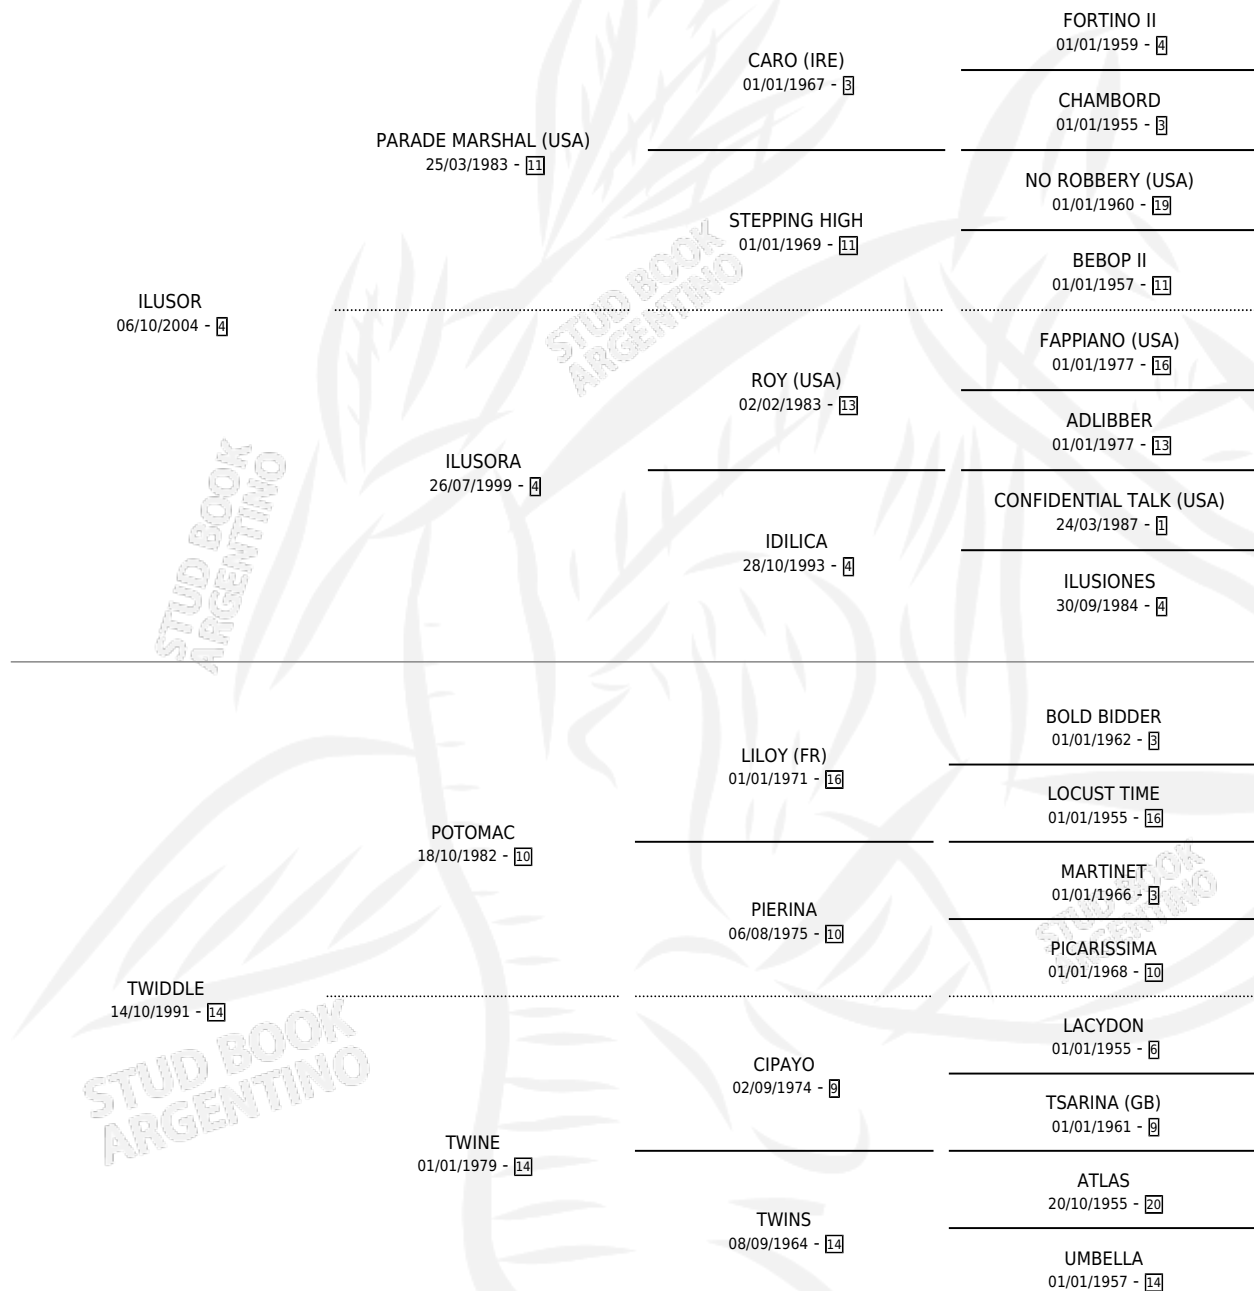 FORTINO II
01/01/1959 - 4
CARO (IRE)
01/01/1967 - 3
CHAMBORD
01/01/1955 - 3
PARADE MARSHAL (USA)
25/03/1983 - 11
NO ROBBERY (USA)
01/01/1960 - 19
STEPPING HIGH
01/01/1969 - 11
BEBOP II
01/01/1957 - 11
ILUSOR
06/10/2004 - 4
FAPPIANO (USA)
01/01/1977 - 16
ROY (USA)
02/02/1983 - 13
ADLIBBER
01/01/1977 - 13
ILUSORA
26/07/1999 - 4
CONFIDENTIAL TALK (USA)
24/03/1987 - 1
IDILICA
28/10/1993 - 4
ILUSIONES
30/09/1984 - 4
BOLD BIDDER
01/01/1962 - 3
LILOY (FR)
01/01/1971 - 16
LOCUST TIME
01/01/1955 - 16
POTOMAC
18/10/1982 - 10
MARTINET
01/01/1966 - 3
PIERINA
06/08/1975 - 10
PICARISSIMA
01/01/1968 - 10
TWIDDLE
14/10/1991 - 14
LACYDON
01/01/1955 - 6
CIPAYO
02/09/1974 - 9
TSARINA (GB)
01/01/1961 - 9
TWINE
01/01/1979 - 14
ATLAS
20/10/1955 - 20
TWINS
08/09/1964 - 14
UMBELLA
01/01/1957 - 14
STUD BOOK
ARGENTINO
STUD BOOK
ARGENTINO
STUD BOOK
ARGENTINO
STUD BOOK
ARGENTINO